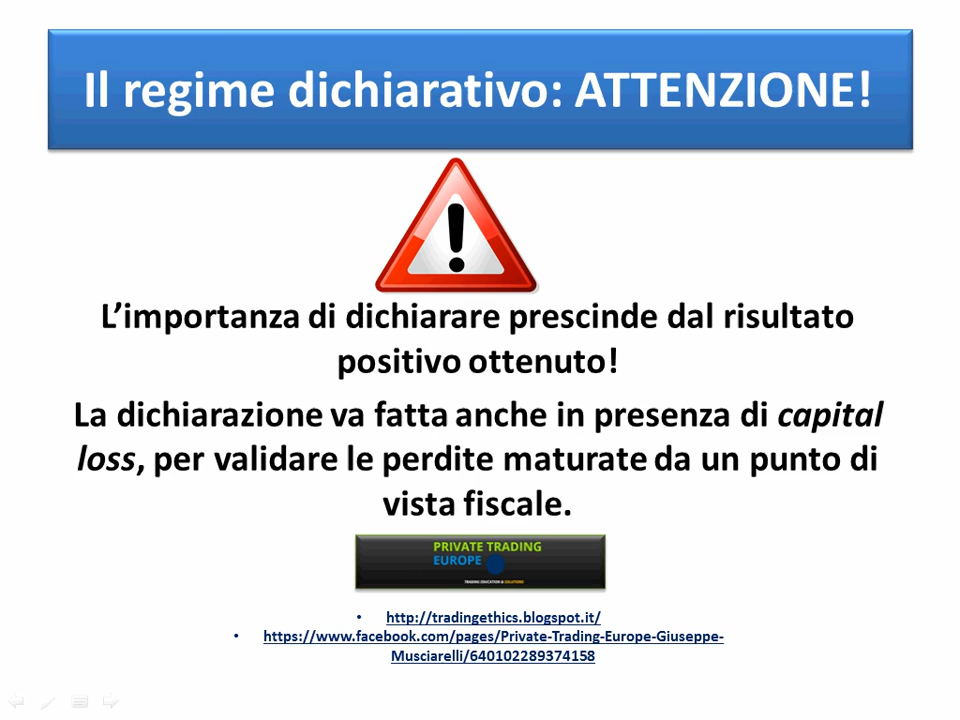 Il regime dichiarativo: ATTENZIONE!
L’importanza di dichiarare prescinde dal risultato
positivo ottenuto!
La dichiarazione va fatta anche in presenza di capital
loss, per validare le perdite maturate da un punto di
vista fiscale.
PRIVATE TRADING
EUROPE
TRADING EDUCATION & SOLUTIONS
• http://tradingethics.blogspot.it/
• https://www.facebook.com/pages/Private-Trading-Europe-Giuseppe-
Musciarelli/640102289374158